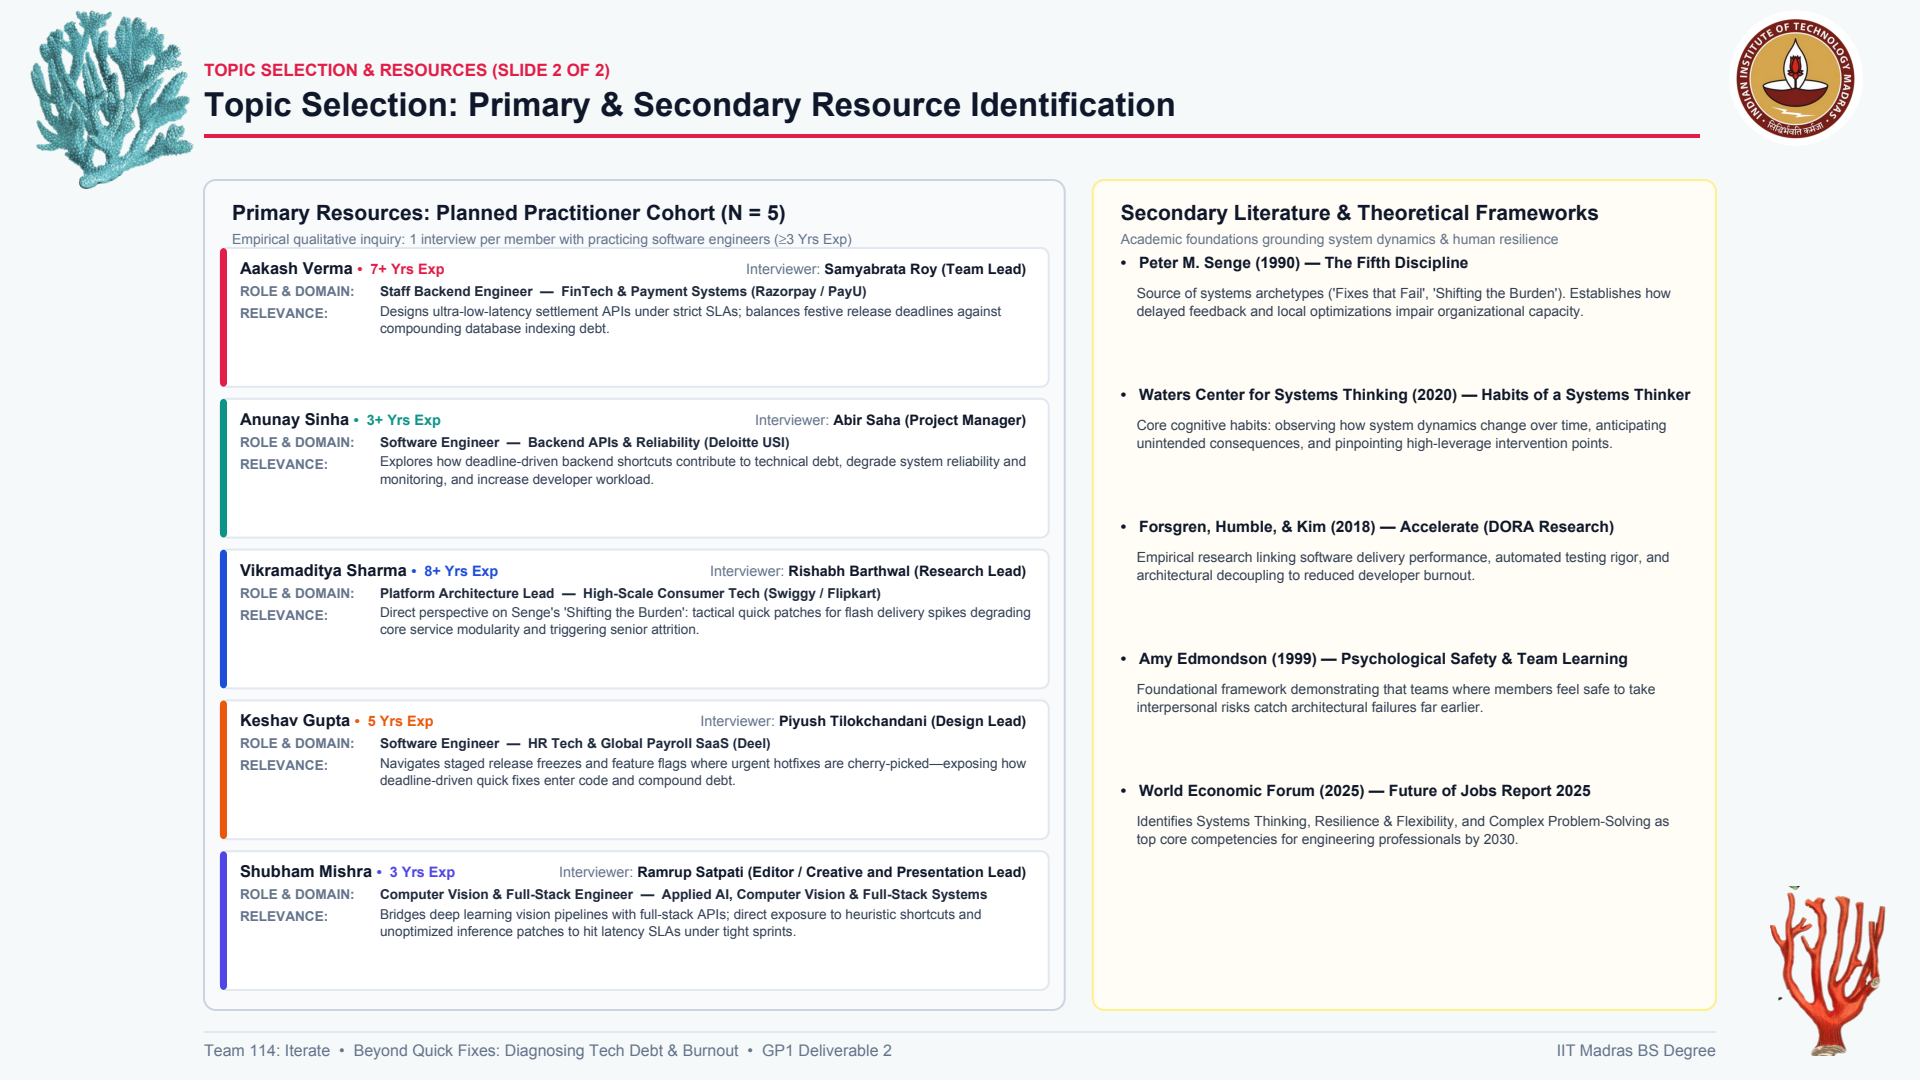 TOPIC SELECTION & RESOURCES (SLIDE 2 OF 2)
Topic Selection: Primary & Secondary Resource Identification
INDIAN INSTITUTE OF TECHNOLOGY MADRAS
सिद्धिर्भवति कर्मजा
Primary Resources: Planned Practitioner Cohort (N = 5)
Empirical qualitative inquiry: 1 interview per member with practicing software engineers (≥3 Yrs Exp)
Aakash Verma • 7+ Yrs Exp Interviewer: Samyabrata Roy (Team Lead)
ROLE & DOMAIN: Staff Backend Engineer — FinTech & Payment Systems (Razorpay / PayU)
RELEVANCE: Designs ultra-low-latency settlement APIs under strict SLAs; balances festive release deadlines against
compounding database indexing debt.
Anunay Sinha • 3+ Yrs Exp Interviewer: Abir Saha (Project Manager)
ROLE & DOMAIN: Software Engineer — Backend APIs & Reliability (Deloitte USI)
RELEVANCE: Explores how deadline-driven backend shortcuts contribute to technical debt, degrade system reliability and
monitoring, and increase developer workload.
Vikramaditya Sharma • 8+ Yrs Exp Interviewer: Rishabh Barthwal (Research Lead)
ROLE & DOMAIN: Platform Architecture Lead — High-Scale Consumer Tech (Swiggy / Flipkart)
RELEVANCE: Direct perspective on Senge's 'Shifting the Burden': tactical quick patches for flash delivery spikes degrading
core service modularity and triggering senior attrition.
Keshav Gupta • 5 Yrs Exp Interviewer: Piyush Tilokchandani (Design Lead)
ROLE & DOMAIN: Software Engineer — HR Tech & Global Payroll SaaS (Deel)
RELEVANCE: Navigates staged release freezes and feature flags where urgent hotfixes are cherry-picked—exposing how
deadline-driven quick fixes enter code and compound debt.
Shubham Mishra • 3 Yrs Exp Interviewer: Ramrup Satpati (Editor / Creative and Presentation Lead)
ROLE & DOMAIN: Computer Vision & Full-Stack Engineer — Applied AI, Computer Vision & Full-Stack Systems
RELEVANCE: Bridges deep learning vision pipelines with full-stack APIs; direct exposure to heuristic shortcuts and
unoptimized inference patches to hit latency SLAs under tight sprints.
Secondary Literature & Theoretical Frameworks
Academic foundations grounding system dynamics & human resilience
• Peter M. Senge (1990) — The Fifth Discipline
Source of systems archetypes ('Fixes that Fail', 'Shifting the Burden'). Establishes how
delayed feedback and local optimizations impair organizational capacity.
• Waters Center for Systems Thinking (2020) — Habits of a Systems Thinker
Core cognitive habits: observing how system dynamics change over time, anticipating
unintended consequences, and pinpointing high-leverage intervention points.
• Forsgren, Humble, & Kim (2018) — Accelerate (DORA Research)
Empirical research linking software delivery performance, automated testing rigor, and
architectural decoupling to reduced developer burnout.
• Amy Edmondson (1999) — Psychological Safety & Team Learning
Foundational framework demonstrating that teams where members feel safe to take
interpersonal risks catch architectural failures far earlier.
• World Economic Forum (2025) — Future of Jobs Report 2025
Identifies Systems Thinking, Resilience & Flexibility, and Complex Problem-Solving as
top core competencies for engineering professionals by 2030.
Team 114: Iterate • Beyond Quick Fixes: Diagnosing Tech Debt & Burnout • GP1 Deliverable 2
IIT Madras BS Degree